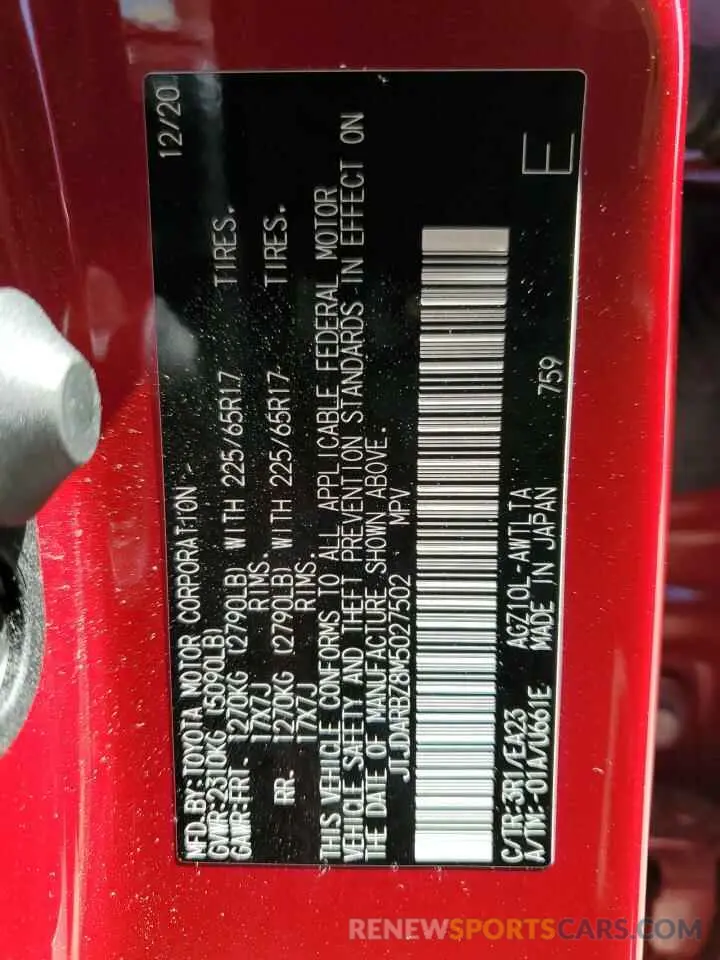 12/20
MFD.BY:TOYOTA MOTOR CORPORATION
GVWR:2310KG (5090LB)
GAWR:FRT. 1270KG (2790LB) WITH 225/65R17 TIRES.
17X7J RIMS.
RR. 1270KG (2790LB) WITH 225/65R17 TIRES.
17X7J RIMS.
THIS VEHICLE CONFORMS TO ALL APPLICABLE FEDERAL MOTOR
VEHICLE SAFETY AND THEFT PREVENTION STANDARDS IN EFFECT ON
THE DATE OF MANUFACTURE SHOWN ABOVE.
JTJDARBZ8M5027502 MPV
C/TR:3R1/EA23 AGZ10L-AWTLTA
A/TM:-01A/U661E MADE IN JAPAN 759
E
RENEWSPORTSCARS.COM